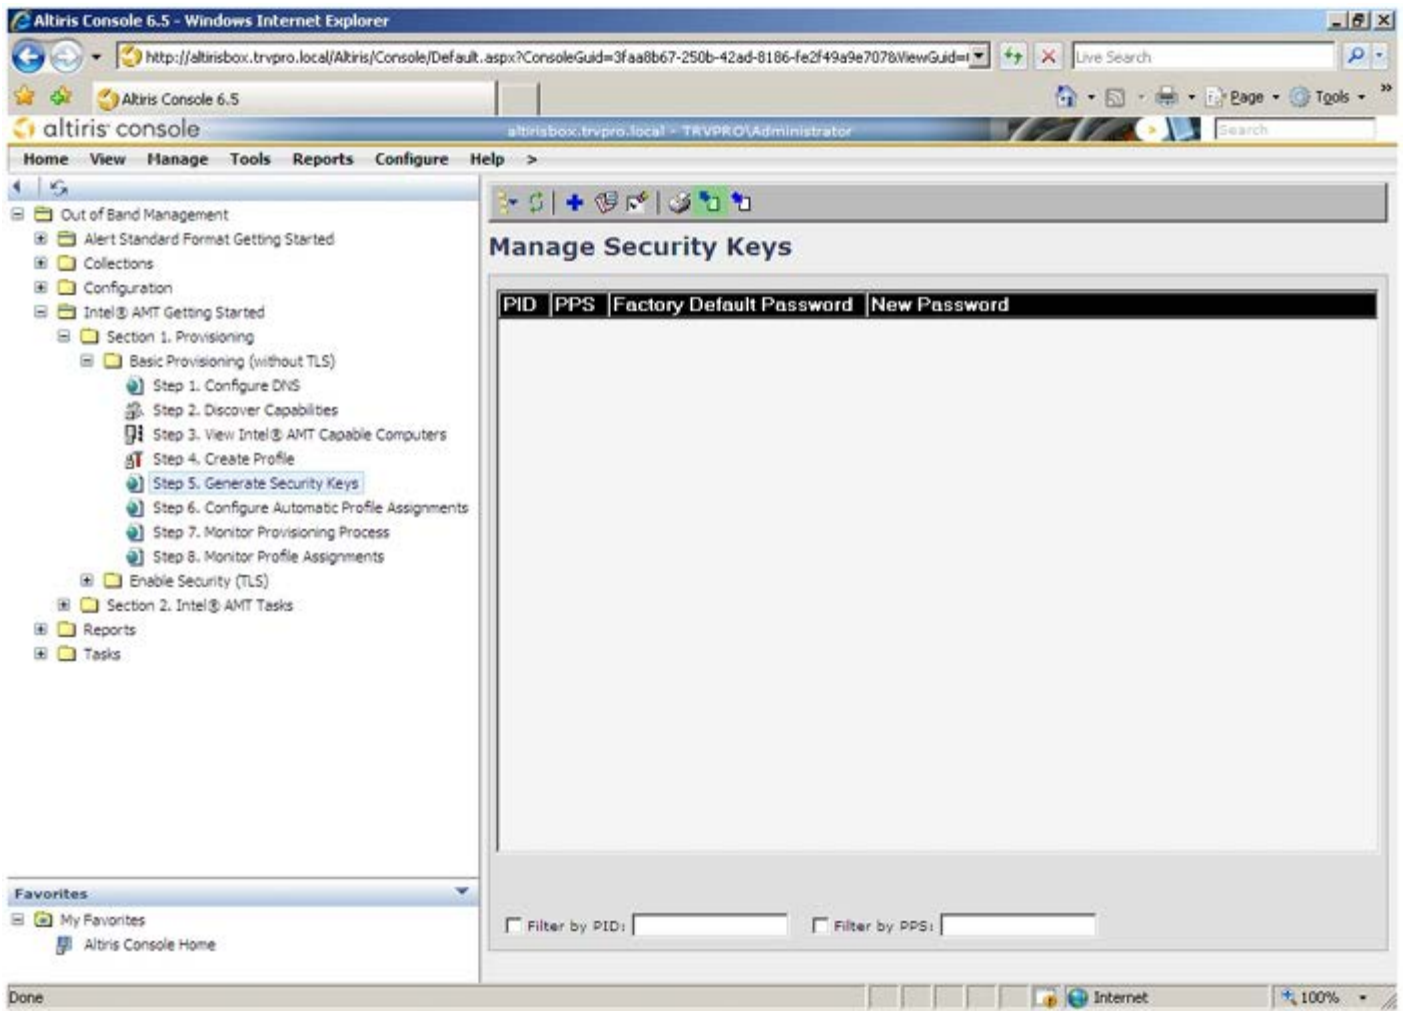 Altiris Console 6.5 - Windows Internet Explorer
http://altirisbox.trvpro.local/Altiris/Console/Default.aspx?ConsoleGuid=3faa8b67-250b-42ad-8186-fe2f49a9e707&ViewGuid=
Live Search
Altiris Console 6.5
Page
Tools
altiris console
altirisbox.trvpro.local - TRVPRO\Administrator
Search
Home View Manage Tools Reports Configure Help >
Out of Band Management
Alert Standard Format Getting Started
Collections
Configuration
Intel® AMT Getting Started
Section 1. Provisioning
Basic Provisioning (without TLS)
Step 1. Configure DNS
Step 2. Discover Capabilities
Step 3. View Intel® AMT Capable Computers
Step 4. Create Profile
Step 5. Generate Security Keys
Step 6. Configure Automatic Profile Assignments
Step 7. Monitor Provisioning Process
Step 8. Monitor Profile Assignments
Enable Security (TLS)
Section 2. Intel® AMT Tasks
Reports
Tasks
Manage Security Keys
PID PPS Factory Default Password New Password
Filter by PID:
Filter by PPS:
Favorites
My Favorites
Altiris Console Home
Done
Internet
100%